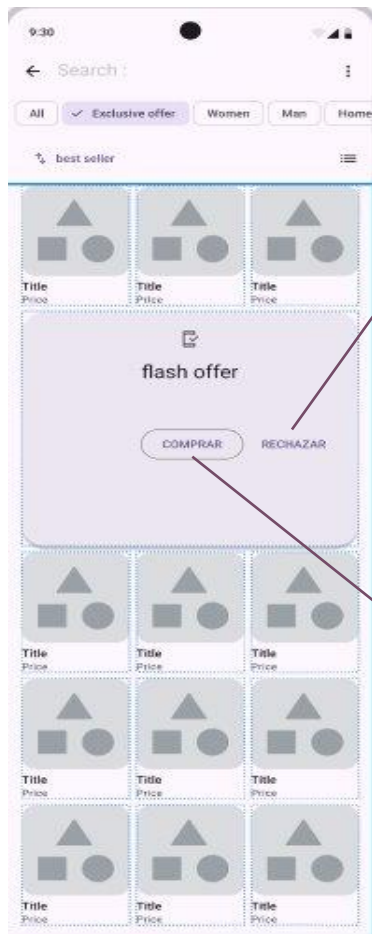 9:30
Search :
All Exclusive offer Women Man Home
best seller
Title Title Title
Price Price Price
flash offer
COMPRAR RECHAZAR
Title Title Title
Price Price Price
Title Title Title
Price Price Price
Title Title Title
Price Price Price